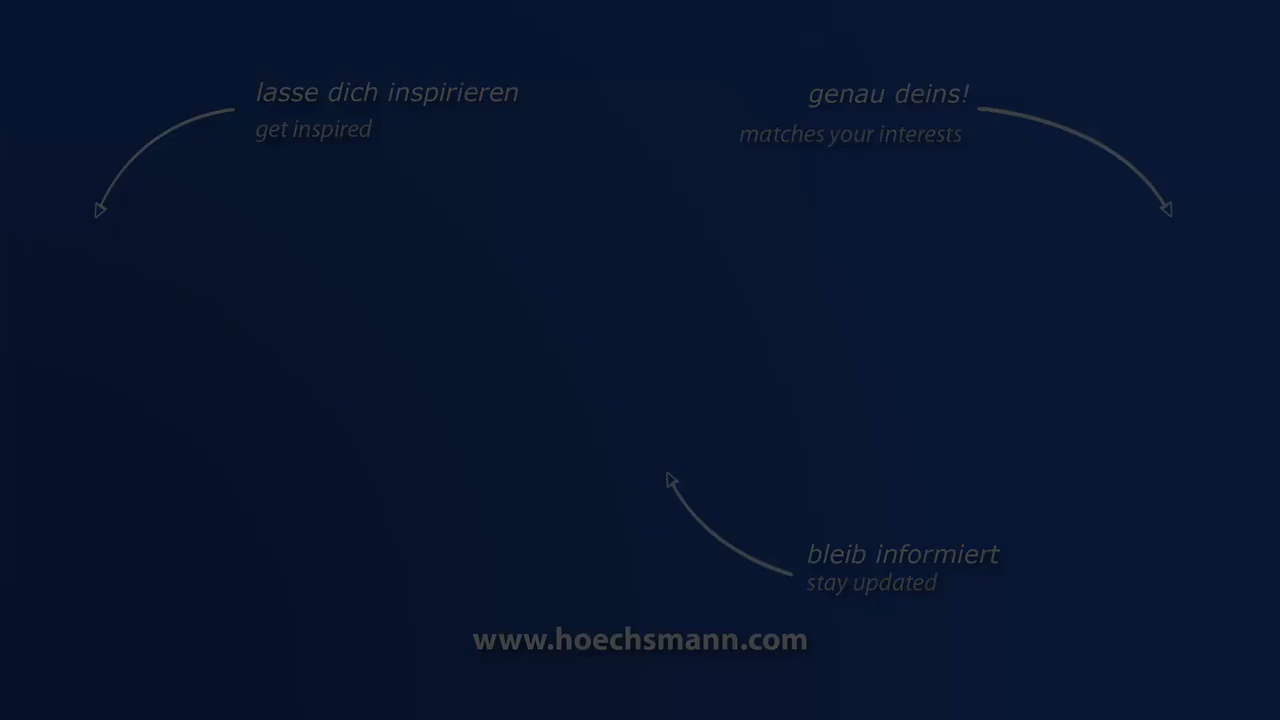 lasse dich inspirieren
get inspired
genau deins!
matches your interests
bleib informiert
stay updated
www.hoechsmann.com